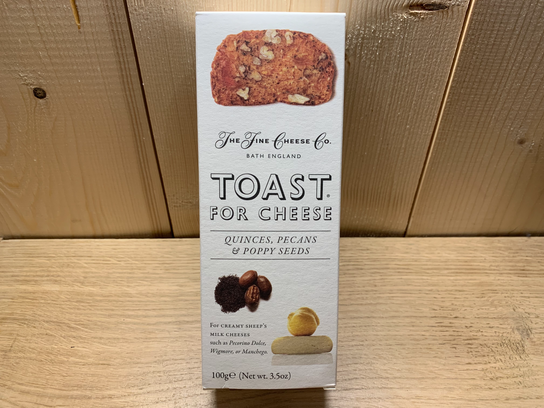 The Fine Cheese Co.
BATH ENGLAND
TOAST®
FOR CHEESE
QUINCES, PECANS
& POPPY SEEDS
FOR CREAMY SHEEP'S
MILK CHEESES
such as Pecorino Dolce,
Wigmore, or Manchego.
100g℮ (Net wt. 3.5oz)